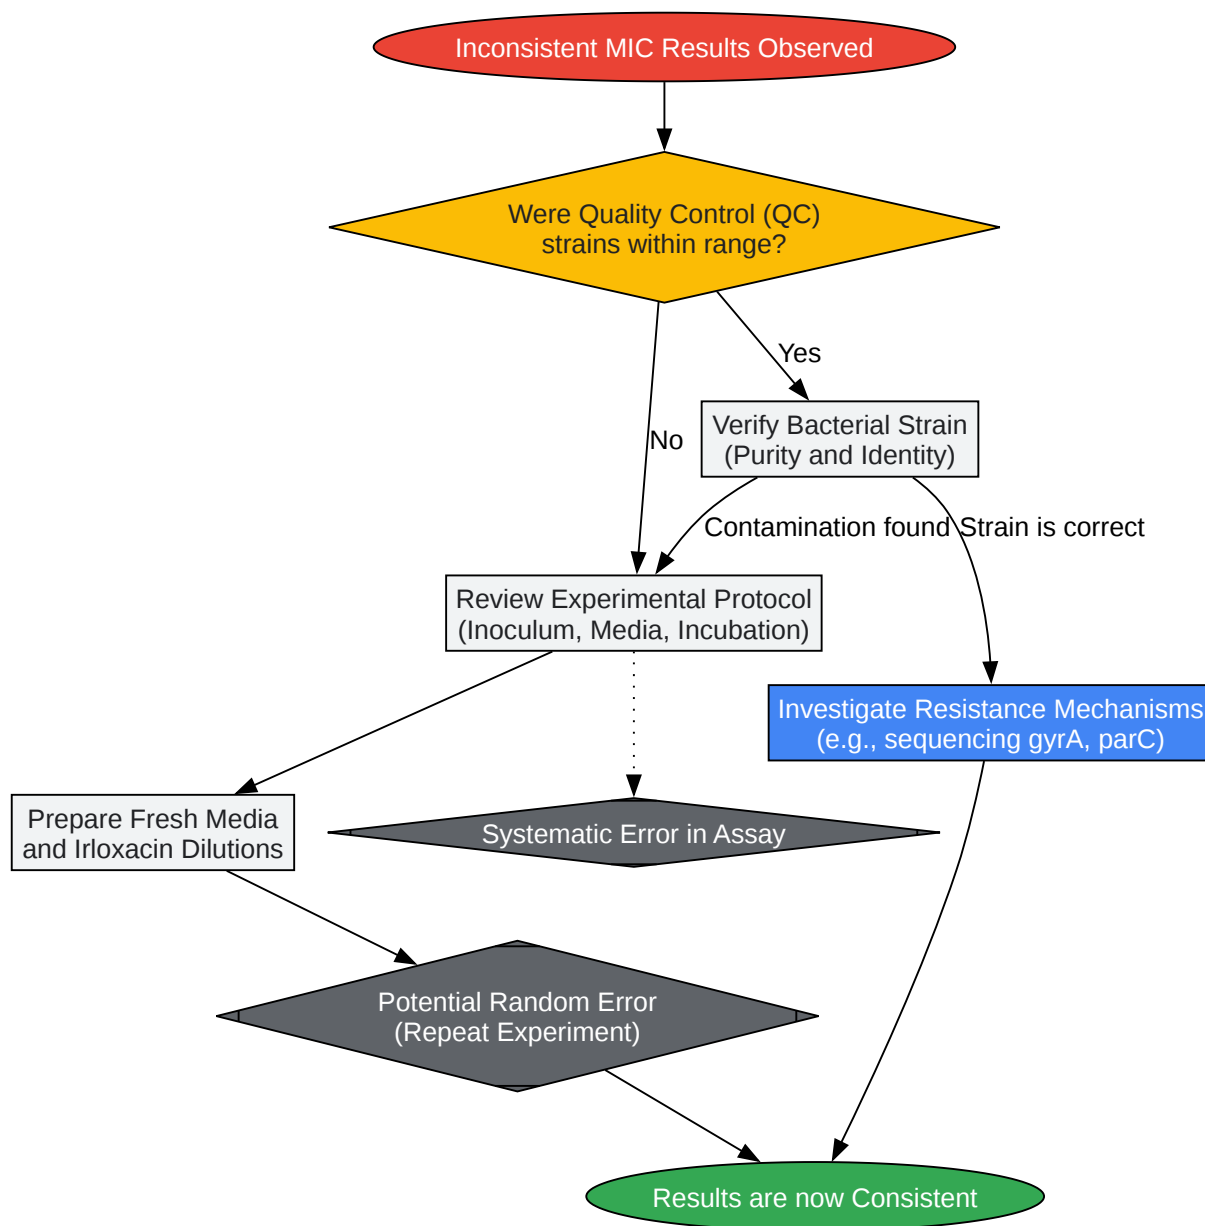 Inconsistent MIC Results Observed
Were Quality Control (QC)
strains within range?
Yes
No
Verify Bacterial Strain
(Purity and Identity)
Contamination found
Strain is correct
Review Experimental Protocol
(Inoculum, Media, Incubation)
Investigate Resistance Mechanisms
(e.g., sequencing gyrA, parC)
Prepare Fresh Media
and Irloxacin Dilutions
Systematic Error in Assay
Potential Random Error
(Repeat Experiment)
Results are now Consistent